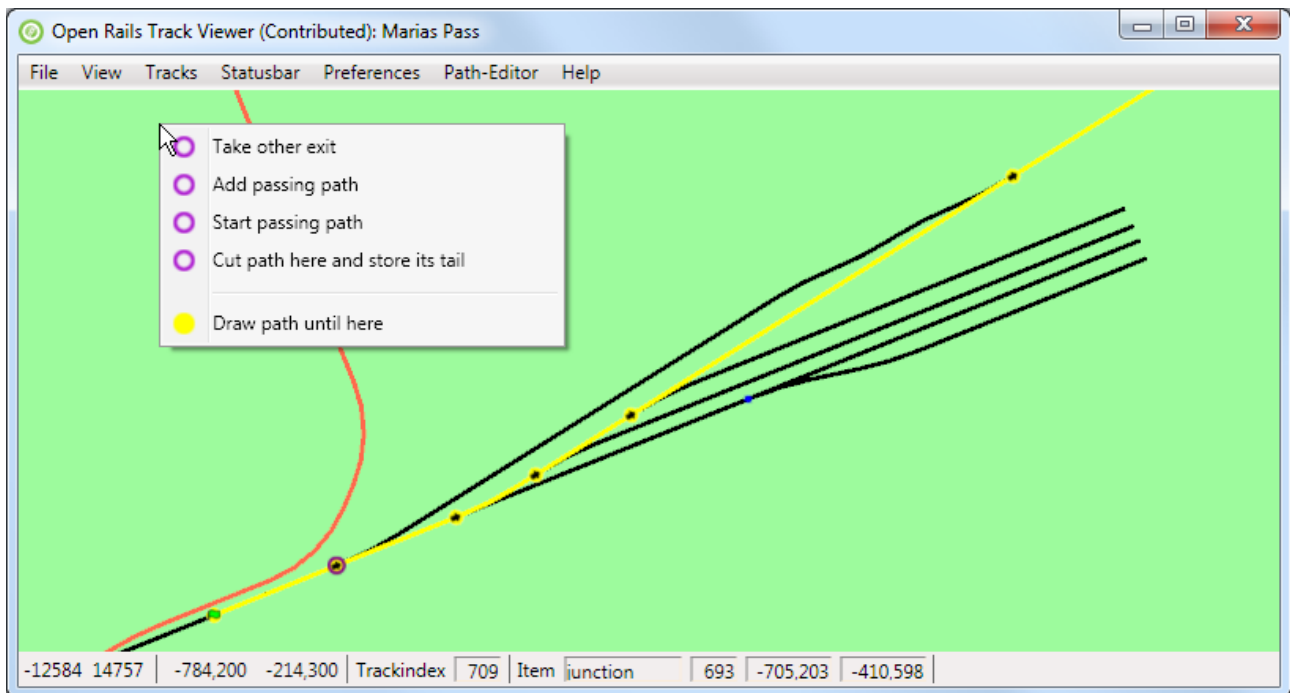 Open Rails Track Viewer (Contributed): Marias Pass
File View Tracks Statusbar Preferences Path-Editor Help
Take other exit
Add passing path
Start passing path
Cut path here and store its tail
Draw path until here
-12584 14757 -784,200 -214,300 Trackindex 709 Item junction 693 -705,203 -410,598